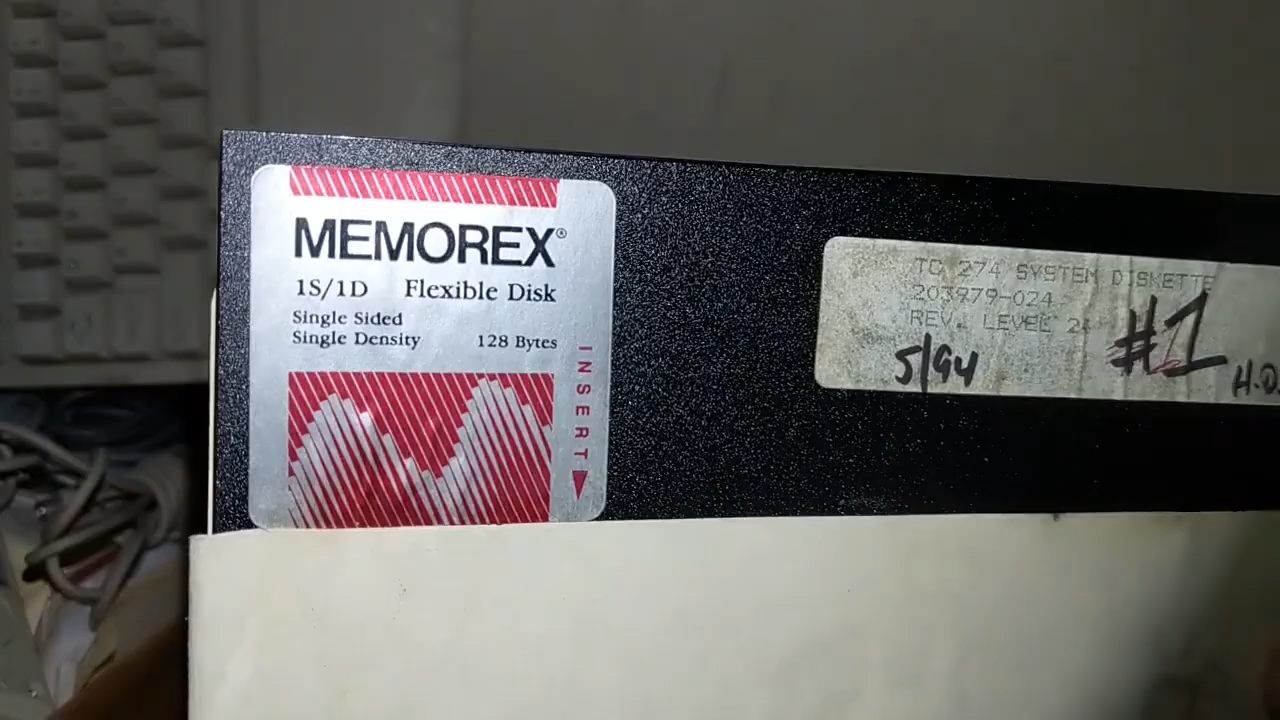 MEMOREX®
1S/1D Flexible Disk
Single Sided
Single Density 128 Bytes
INSERT
TC 274 SYSTEM DISKETTE
203979-024
REV. LEVEL
5/94
#1